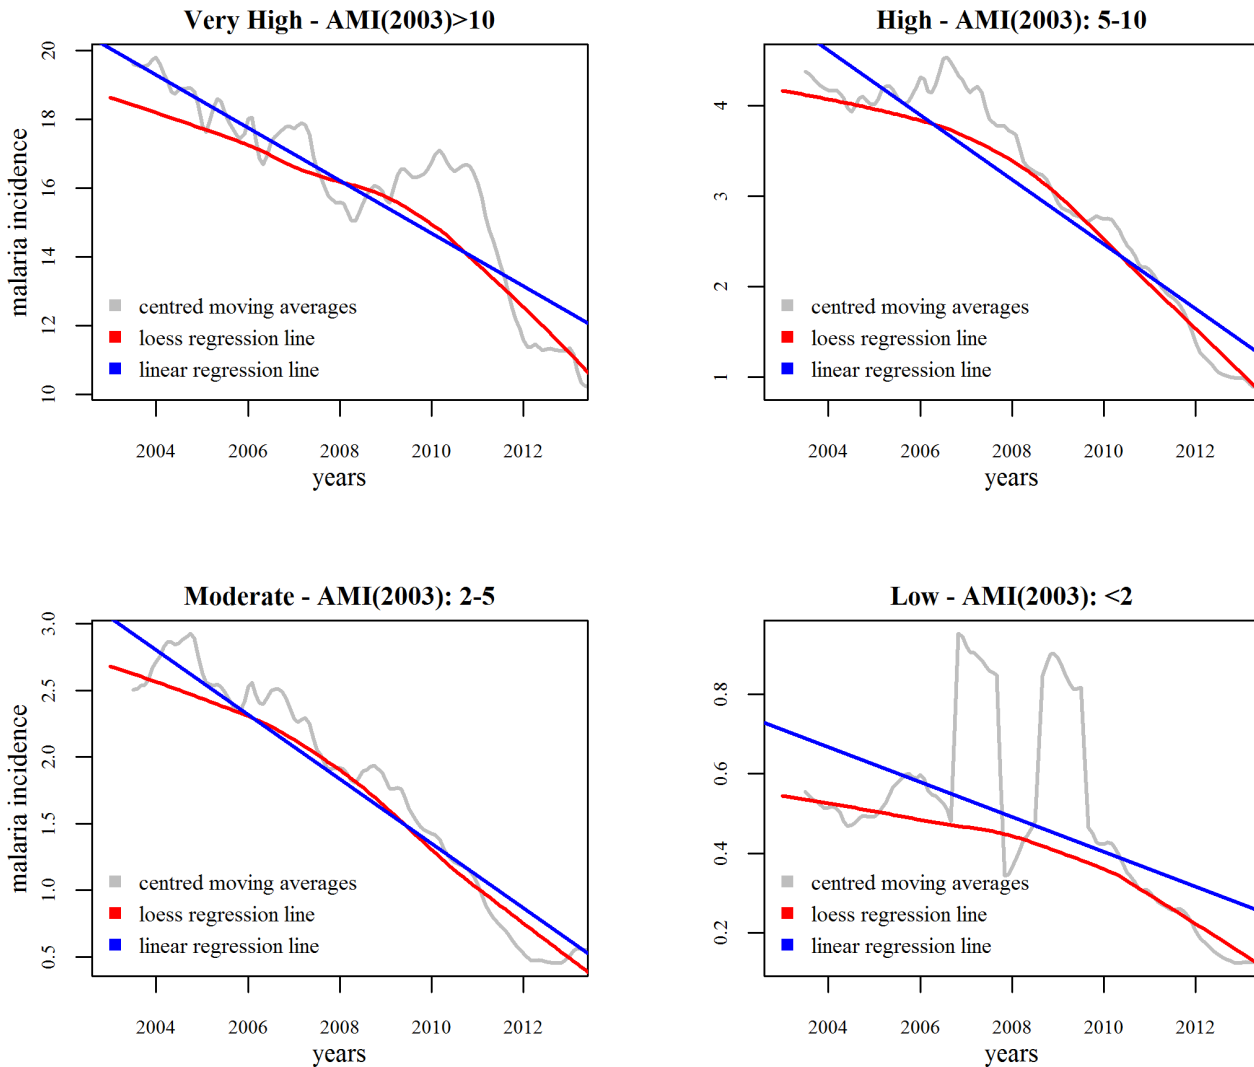 Very High - AMI(2003)>10
malaria incidence
20
18
16
14
12
10
centred moving averages
loess regression line
linear regression line
2004 2006 2008 2010 2012
years
High - AMI(2003): 5-10
4
3
2
1
centred moving averages
loess regression line
linear regression line
2004 2006 2008 2010 2012
years
Moderate - AMI(2003): 2-5
malaria incidence
3.0
2.5
2.0
1.5
1.0
0.5
centred moving averages
loess regression line
linear regression line
2004 2006 2008 2010 2012
years
Low - AMI(2003): <2
0.8
0.6
0.4
0.2
centred moving averages
loess regression line
linear regression line
2004 2006 2008 2010 2012
years